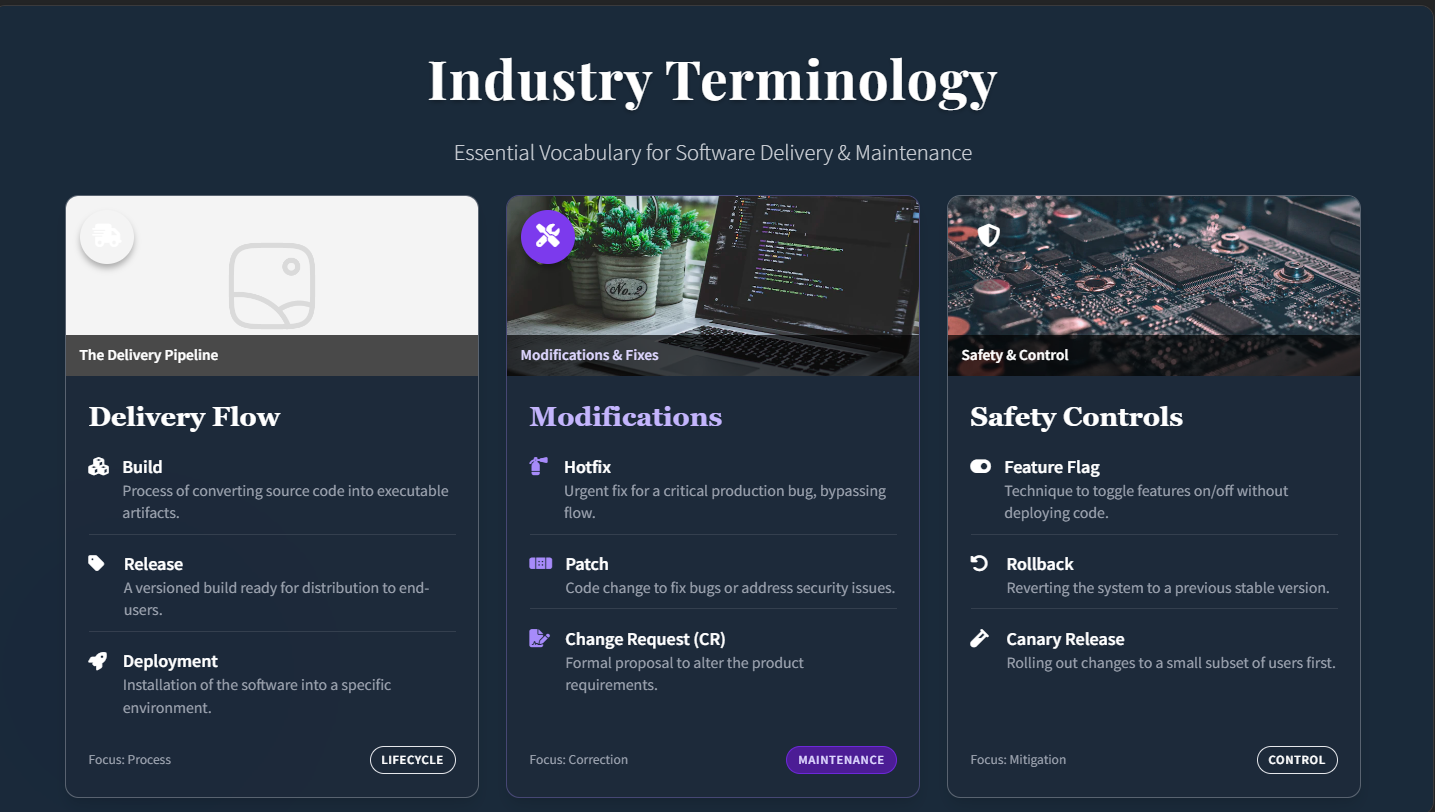 Industry Terminology
Essential Vocabulary for Software Delivery & Maintenance
The Delivery Pipeline
Delivery Flow
Build
Process of converting source code into executable
artifacts.
Release
A versioned build ready for distribution to end-
users.
Deployment
Installation of the software into a specific
environment.
Focus: Process
LIFECYCLE
No. 2
Modifications & Fixes
Modifications
Hotfix
Urgent fix for a critical production bug, bypassing
flow.
Patch
Code change to fix bugs or address security issues.
Change Request (CR)
Formal proposal to alter the product
requirements.
Focus: Correction
MAINTENANCE
Safety & Control
Safety Controls
Feature Flag
Technique to toggle features on/off without
deploying code.
Rollback
Reverting the system to a previous stable version.
Canary Release
Rolling out changes to a small subset of users first.
Focus: Mitigation
CONTROL